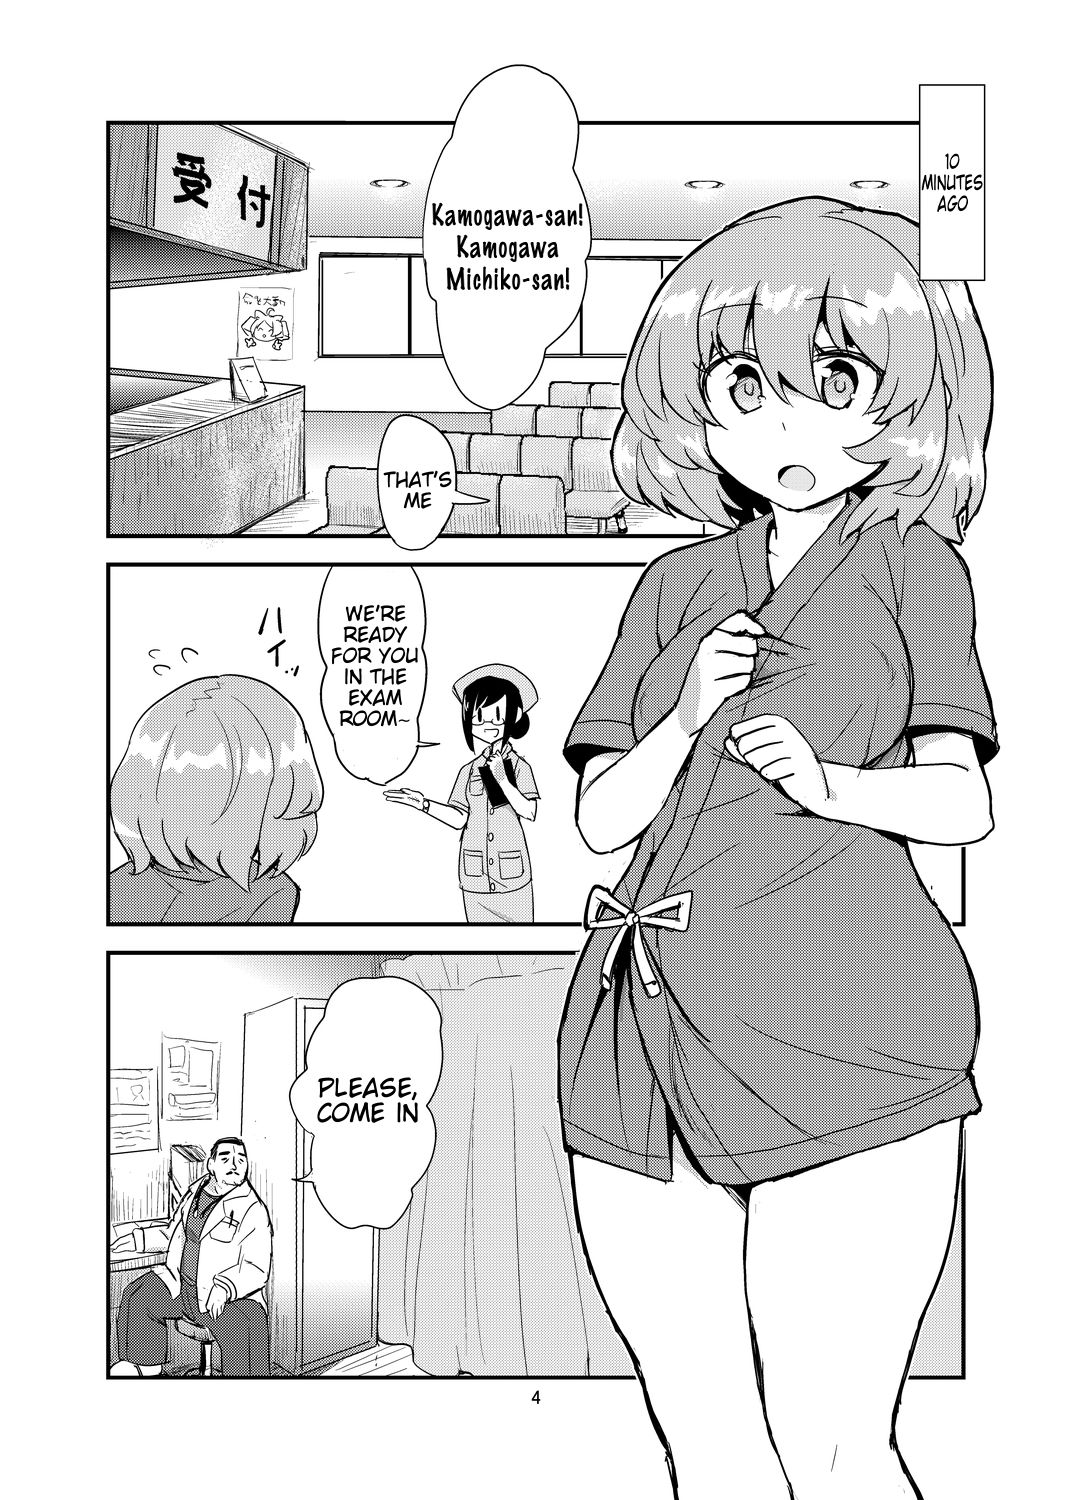 10
MINUTES
AGO
Kamogawa-san!
Kamogawa
Michiko-san!
受付
THAT'S
ME
WE'RE
READY
FOR YOU
IN THE
EXAM
ROOM~
ハイ…
PLEASE,
COME IN
4